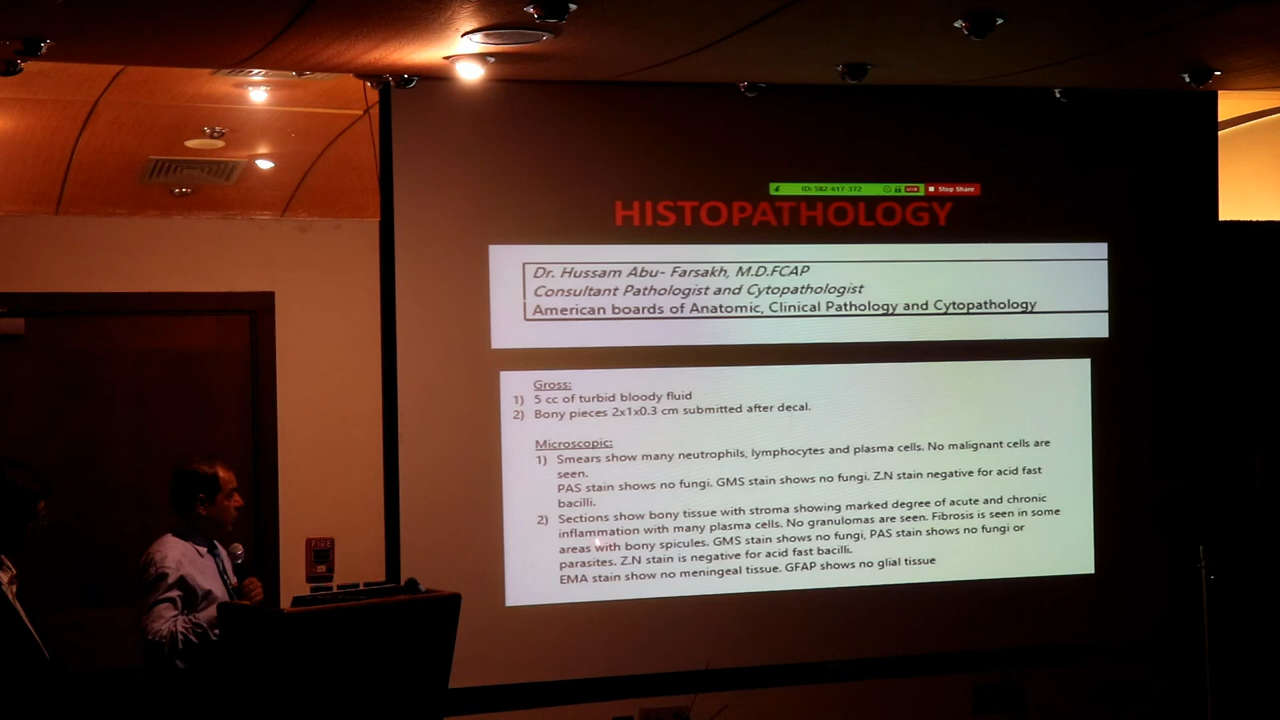 ID: 582-617-372 LIVE Stop Share
HISTOPATHOLOGY
Dr. Hussam Abu- Farsakh, M.D.FCAP
Consultant Pathologist and Cytopathologist
American boards of Anatomic, Clinical Pathology and Cytopathology
Gross:
1) 5 cc of turbid bloody fluid
2) Bony pieces 2x1x0.3 cm submitted after decal.
Microscopic:
1) Smears show many neutrophils, lymphocytes and plasma cells. No malignant cells are
seen.
PAS stain shows no fungi. GMS stain shows no fungi. Z.N stain negative for acid fast
bacilli.
2) Sections show bony tissue with stroma showing marked degree of acute and chronic
inflammation with many plasma cells. No granulomas are seen. Fibrosis is seen in some
areas with bony spicules. GMS stain shows no fungi, PAS stain shows no fungi or
parasites. Z.N stain is negative for acid fast bacilli.
EMA stain show no meningeal tissue. GFAP shows no glial tissue
FIRE